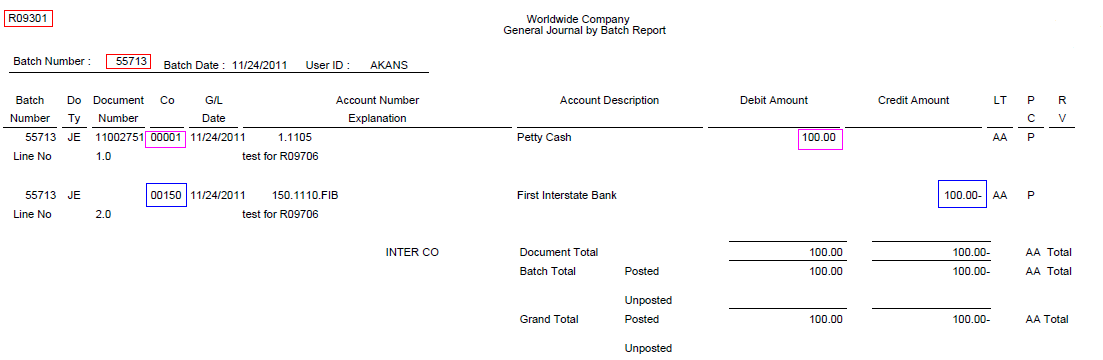 R09301
Worldwide Company
General Journal by Batch Report
Batch Number : 55713 Batch Date : 11/24/2011 User ID : AKANS
Batch Do Document Co G/L Account Number Account Description Debit Amount Credit Amount LT P R
Number Ty Number Date Explanation C V
55713 JE 11002751 00001 11/24/2011 1.1105 Petty Cash 100.00 AA P
Line No 1.0 test for R09706
55713 JE 00150 11/24/2011 150.1110.FIB First Interstate Bank 100.00- AA P
Line No 2.0 test for R09706
INTER CO Document Total 100.00 100.00- AA Total
Batch Total Posted 100.00 100.00- AA Total
Unposted
Grand Total Posted 100.00 100.00- AA Total
Unposted